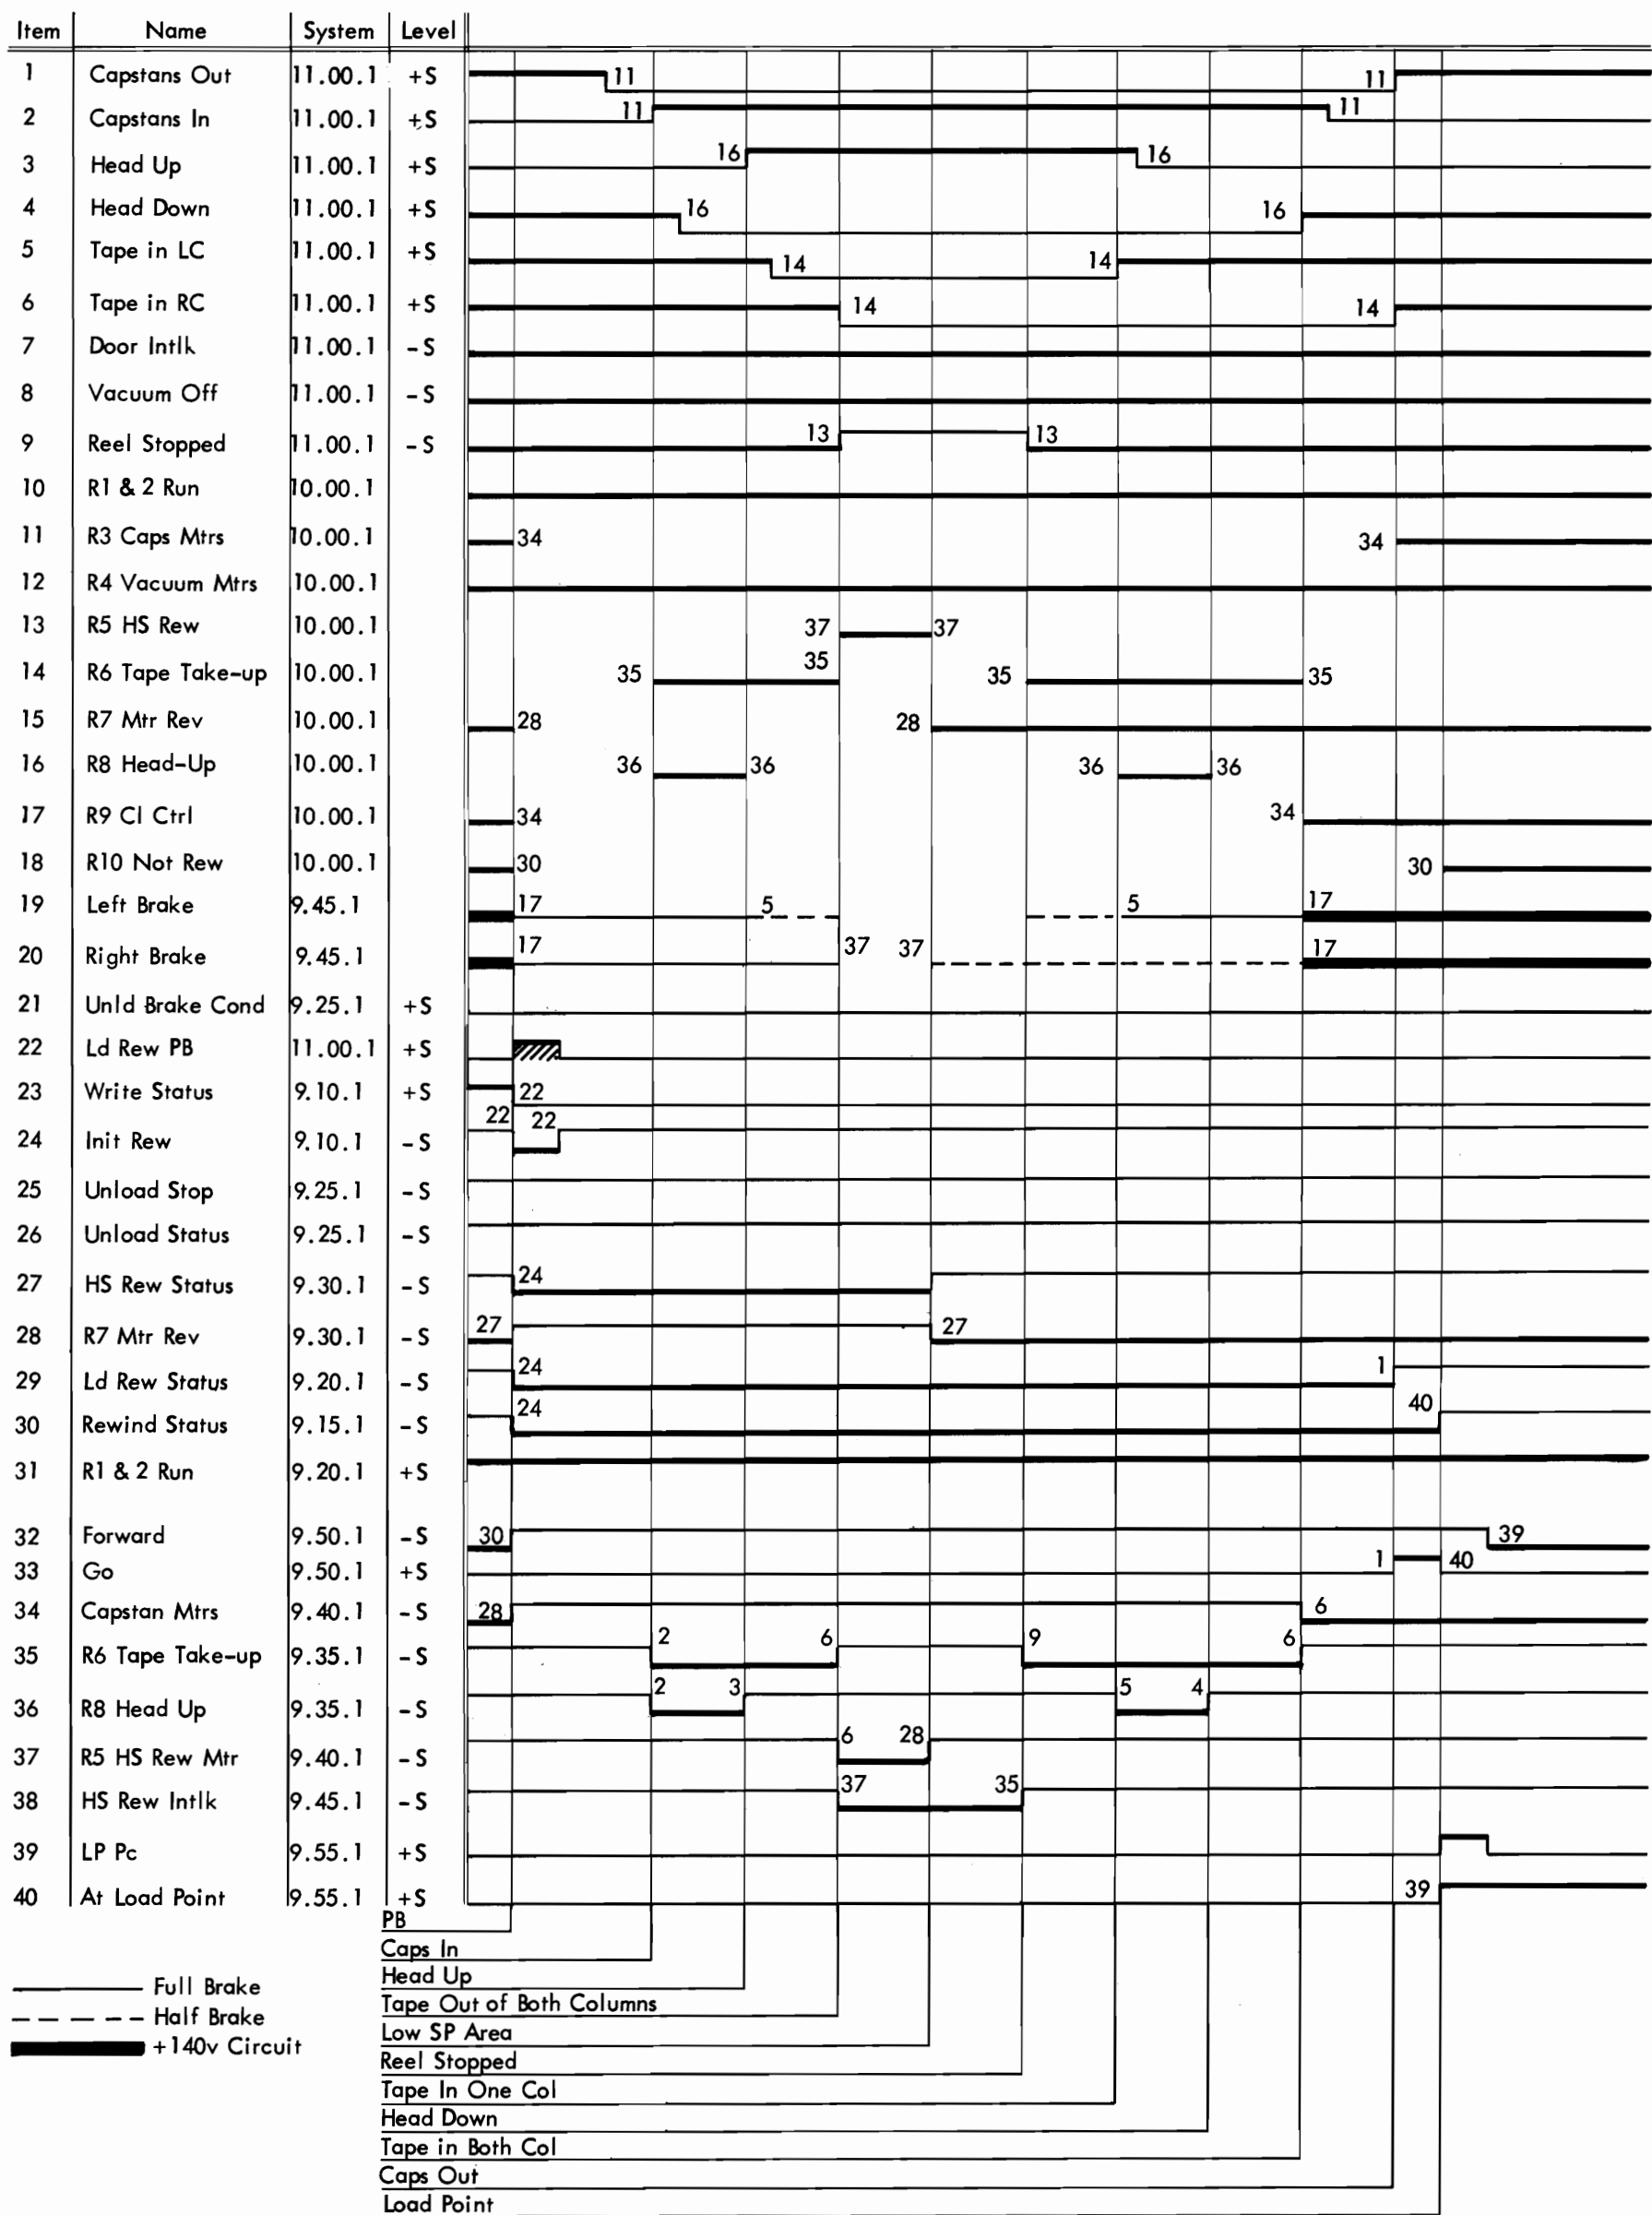 Item Name System Level
1 Capstans Out 11.00.1 +S 11 11
2 Capstans In 11.00.1 +S 11 11
3 Head Up 11.00.1 +S 16 16
4 Head Down 11.00.1 +S 16 16
5 Tape in LC 11.00.1 +S 14 14
6 Tape in RC 11.00.1 +S 14 14
7 Door Intlk 11.00.1 -S
8 Vacuum Off 11.00.1 -S
9 Reel Stopped 11.00.1 -S 13 13
10 R1 & 2 Run 10.00.1
11 R3 Caps Mtrs 10.00.1 34 34
12 R4 Vacuum Mtrs 10.00.1
13 R5 HS Rew 10.00.1 37 37
14 R6 Tape Take-up 10.00.1 35 35 35 35
15 R7 Mtr Rev 10.00.1 28 28
16 R8 Head-Up 10.00.1 36 36 36 36
17 R9 Cl Ctrl 10.00.1 34 34
18 R10 Not Rew 10.00.1 30 30
19 Left Brake 9.45.1 17 5 5 17
20 Right Brake 9.45.1 17 37 37 17
21 Unld Brake Cond 9.25.1 +S
22 Ld Rew PB 11.00.1 +S
23 Write Status 9.10.1 +S 22
24 Init Rew 9.10.1 -S 22 22
25 Unload Stop 9.25.1 -S
26 Unload Status 9.25.1 -S
27 HS Rew Status 9.30.1 -S 24
28 R7 Mtr Rev 9.30.1 -S 27 27
29 Ld Rew Status 9.20.1 -S 24 1
30 Rewind Status 9.15.1 -S 24 40
31 R1 & 2 Run 9.20.1 +S
32 Forward 9.50.1 -S 30 39
33 Go 9.50.1 +S 1 40
34 Capstan Mtrs 9.40.1 -S 28 6
35 R6 Tape Take-up 9.35.1 -S 2 6 9 6
36 R8 Head Up 9.35.1 -S 2 3 5 4
37 R5 HS Rew Mtr 9.40.1 -S 6 28
38 HS Rew Intlk 9.45.1 -S 37 35
39 LP Pc 9.55.1 +S
40 At Load Point 9.55.1 +S 39
PB
Caps In
Head Up
Tape Out of Both Columns
Low SP Area
Reel Stopped
Tape In One Col
Head Down
Tape in Both Col
Caps Out
Load Point
Full Brake
Half Brake
+140v Circuit